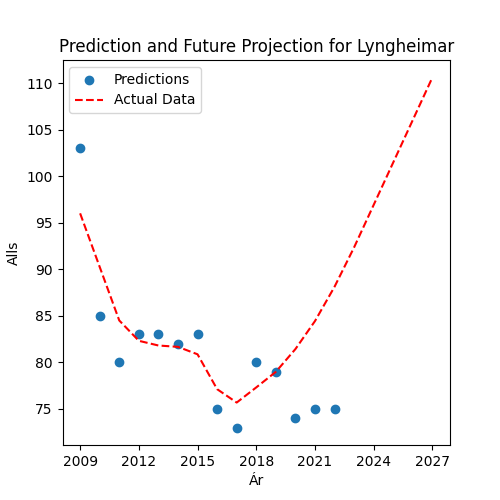 Prediction and Future Projection for Lyngheimar
Predictions
Actual Data
Alls
110
105
100
95
90
85
80
75
2009 2012 2015 2018 2021 2024 2027
Ár